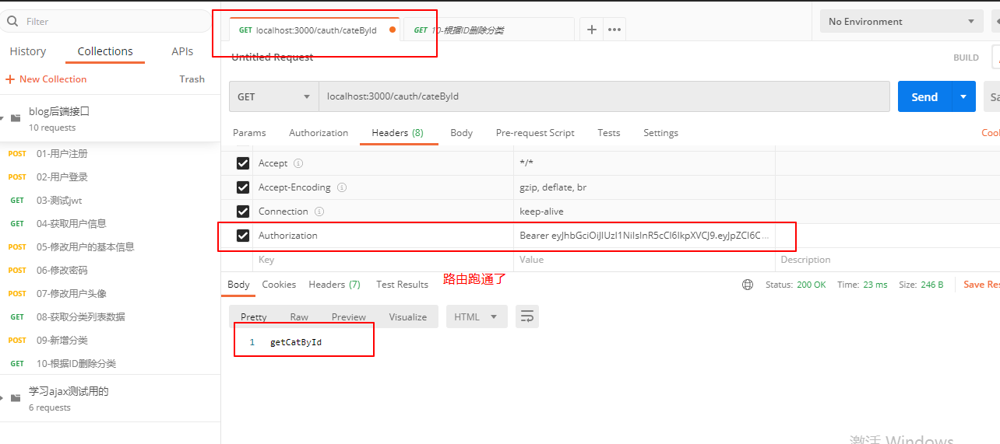 Filter
History
Collections
APIs
+ New Collection
Trash
blog后端接口
10 requests
POST 01-用户注册
POST 02-用户登录
GET 03-测试jwt
GET 04-获取用户信息
POST 05-修改用户的基本信息
POST 06-修改密码
POST 07-修改用户头像
GET 08-获取分类列表数据
POST 09-新增分类
GET 10-根据ID删除分类
学习ajax测试用的
6 requests
GET localhost:3000/cauth/cateById
GET 10-根据ID删除分类
No Environment
Untitled Request
BUILD
GET
localhost:3000/cauth/cateById
Send
Sa
Params
Authorization
Headers (8)
Body
Pre-request Script
Tests
Settings
Cool
Accept
*/*
Accept-Encoding
gzip, deflate, br
Connection
keep-alive
Authorization
Bearer eyJhbGciOiJIUzI1NiIsInR5cCI6IkpXVCJ9.eyJpZCI6C...
Key
Value
Description
Body
Cookies
Headers (7)
Test Results
路由跑通了
Status: 200 OK
Time: 23 ms
Size: 246 B
Save Res
Pretty
Raw
Preview
Visualize
HTML
1 getCatById
激活 Windows